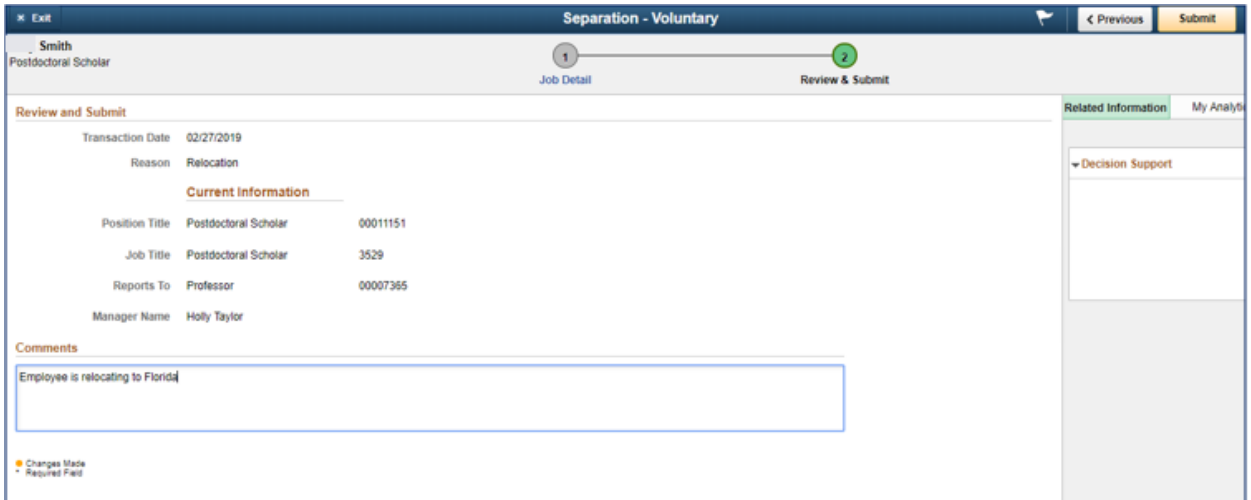 × Exit
Separation - Voluntary
Previous
Submit
Smith
Postdoctoral Scholar
1
2
Job Detail
Review & Submit
Related Information
My Analyti
Review and Submit
Transaction Date 02/27/2019
Reason Relocation
Current Information
Position Title Postdoctoral Scholar 00011151
Job Title Postdoctoral Scholar 3529
Reports To Professor 00007365
Manager Name Holly Taylor
Decision Support
Comments
Employee is relocating to Florida
Changes Made
* Required Field